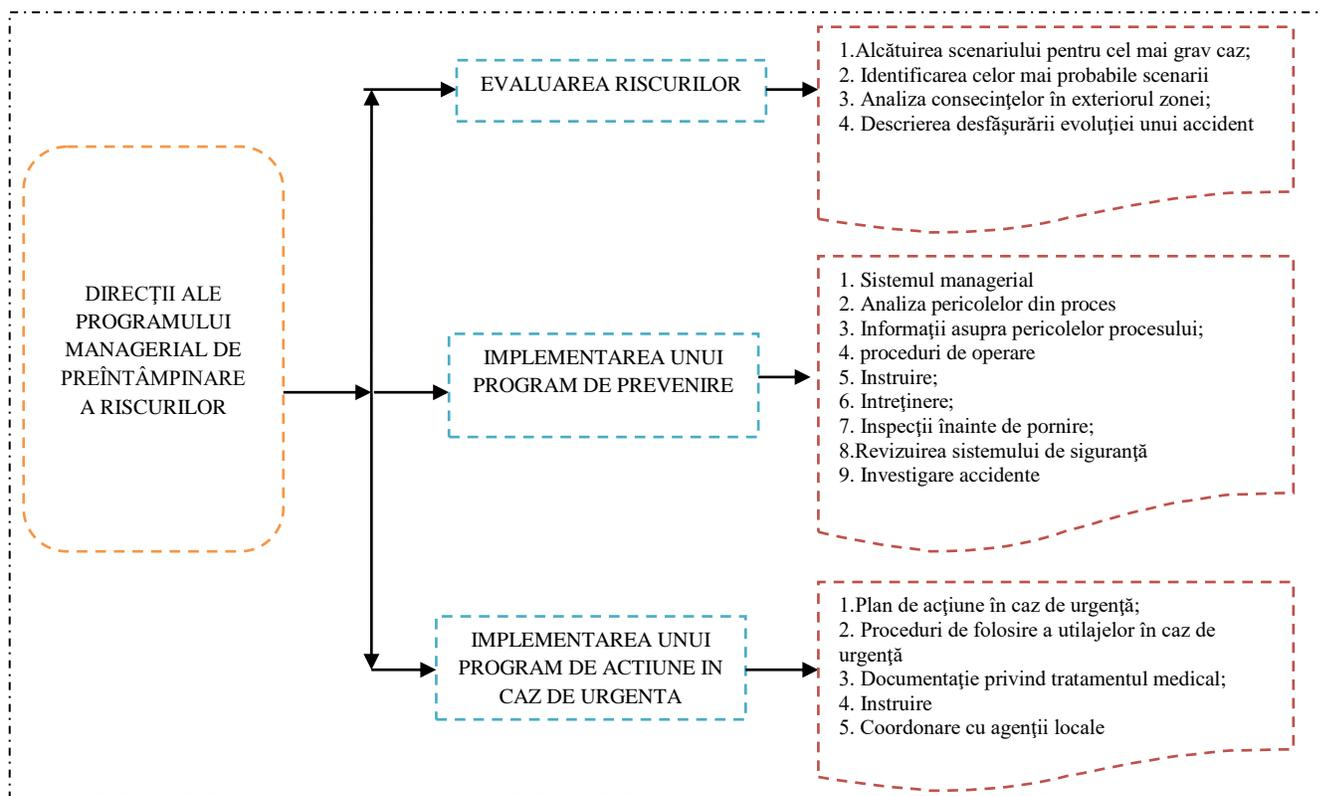 DIRECŢII ALE
PROGRAMULUI
MANAGERIAL DE
PREÎNTÂMPINARE
A RISCURILOR
EVALUAREA RISCURILOR
1.Alcătuirea scenariului pentru cel mai grav caz;
2. Identificarea celor mai probabile scenarii
3. Analiza consecinţelor în exteriorul zonei;
4. Descrierea desfăşurării evoluţiei unui accident
IMPLEMENTAREA UNUI
PROGRAM DE PREVENIRE
1. Sistemul managerial
2. Analiza pericolelor din proces
3. Informaţii asupra pericolelor procesului;
4. proceduri de operare
5. Instruire;
6. Intreţinere;
7. Inspecţii înainte de pornire;
8.Revizuirea sistemului de siguranţă
9. Investigare accidente
IMPLEMENTAREA UNUI
PROGRAM DE ACTIUNE IN
CAZ DE URGENTA
1.Plan de acţiune în caz de urgenţă;
2. Proceduri de folosire a utilajelor în caz de
urgenţă
3. Documentaţie privind tratamentul medical;
4. Instruire
5. Coordonare cu agenţii locale